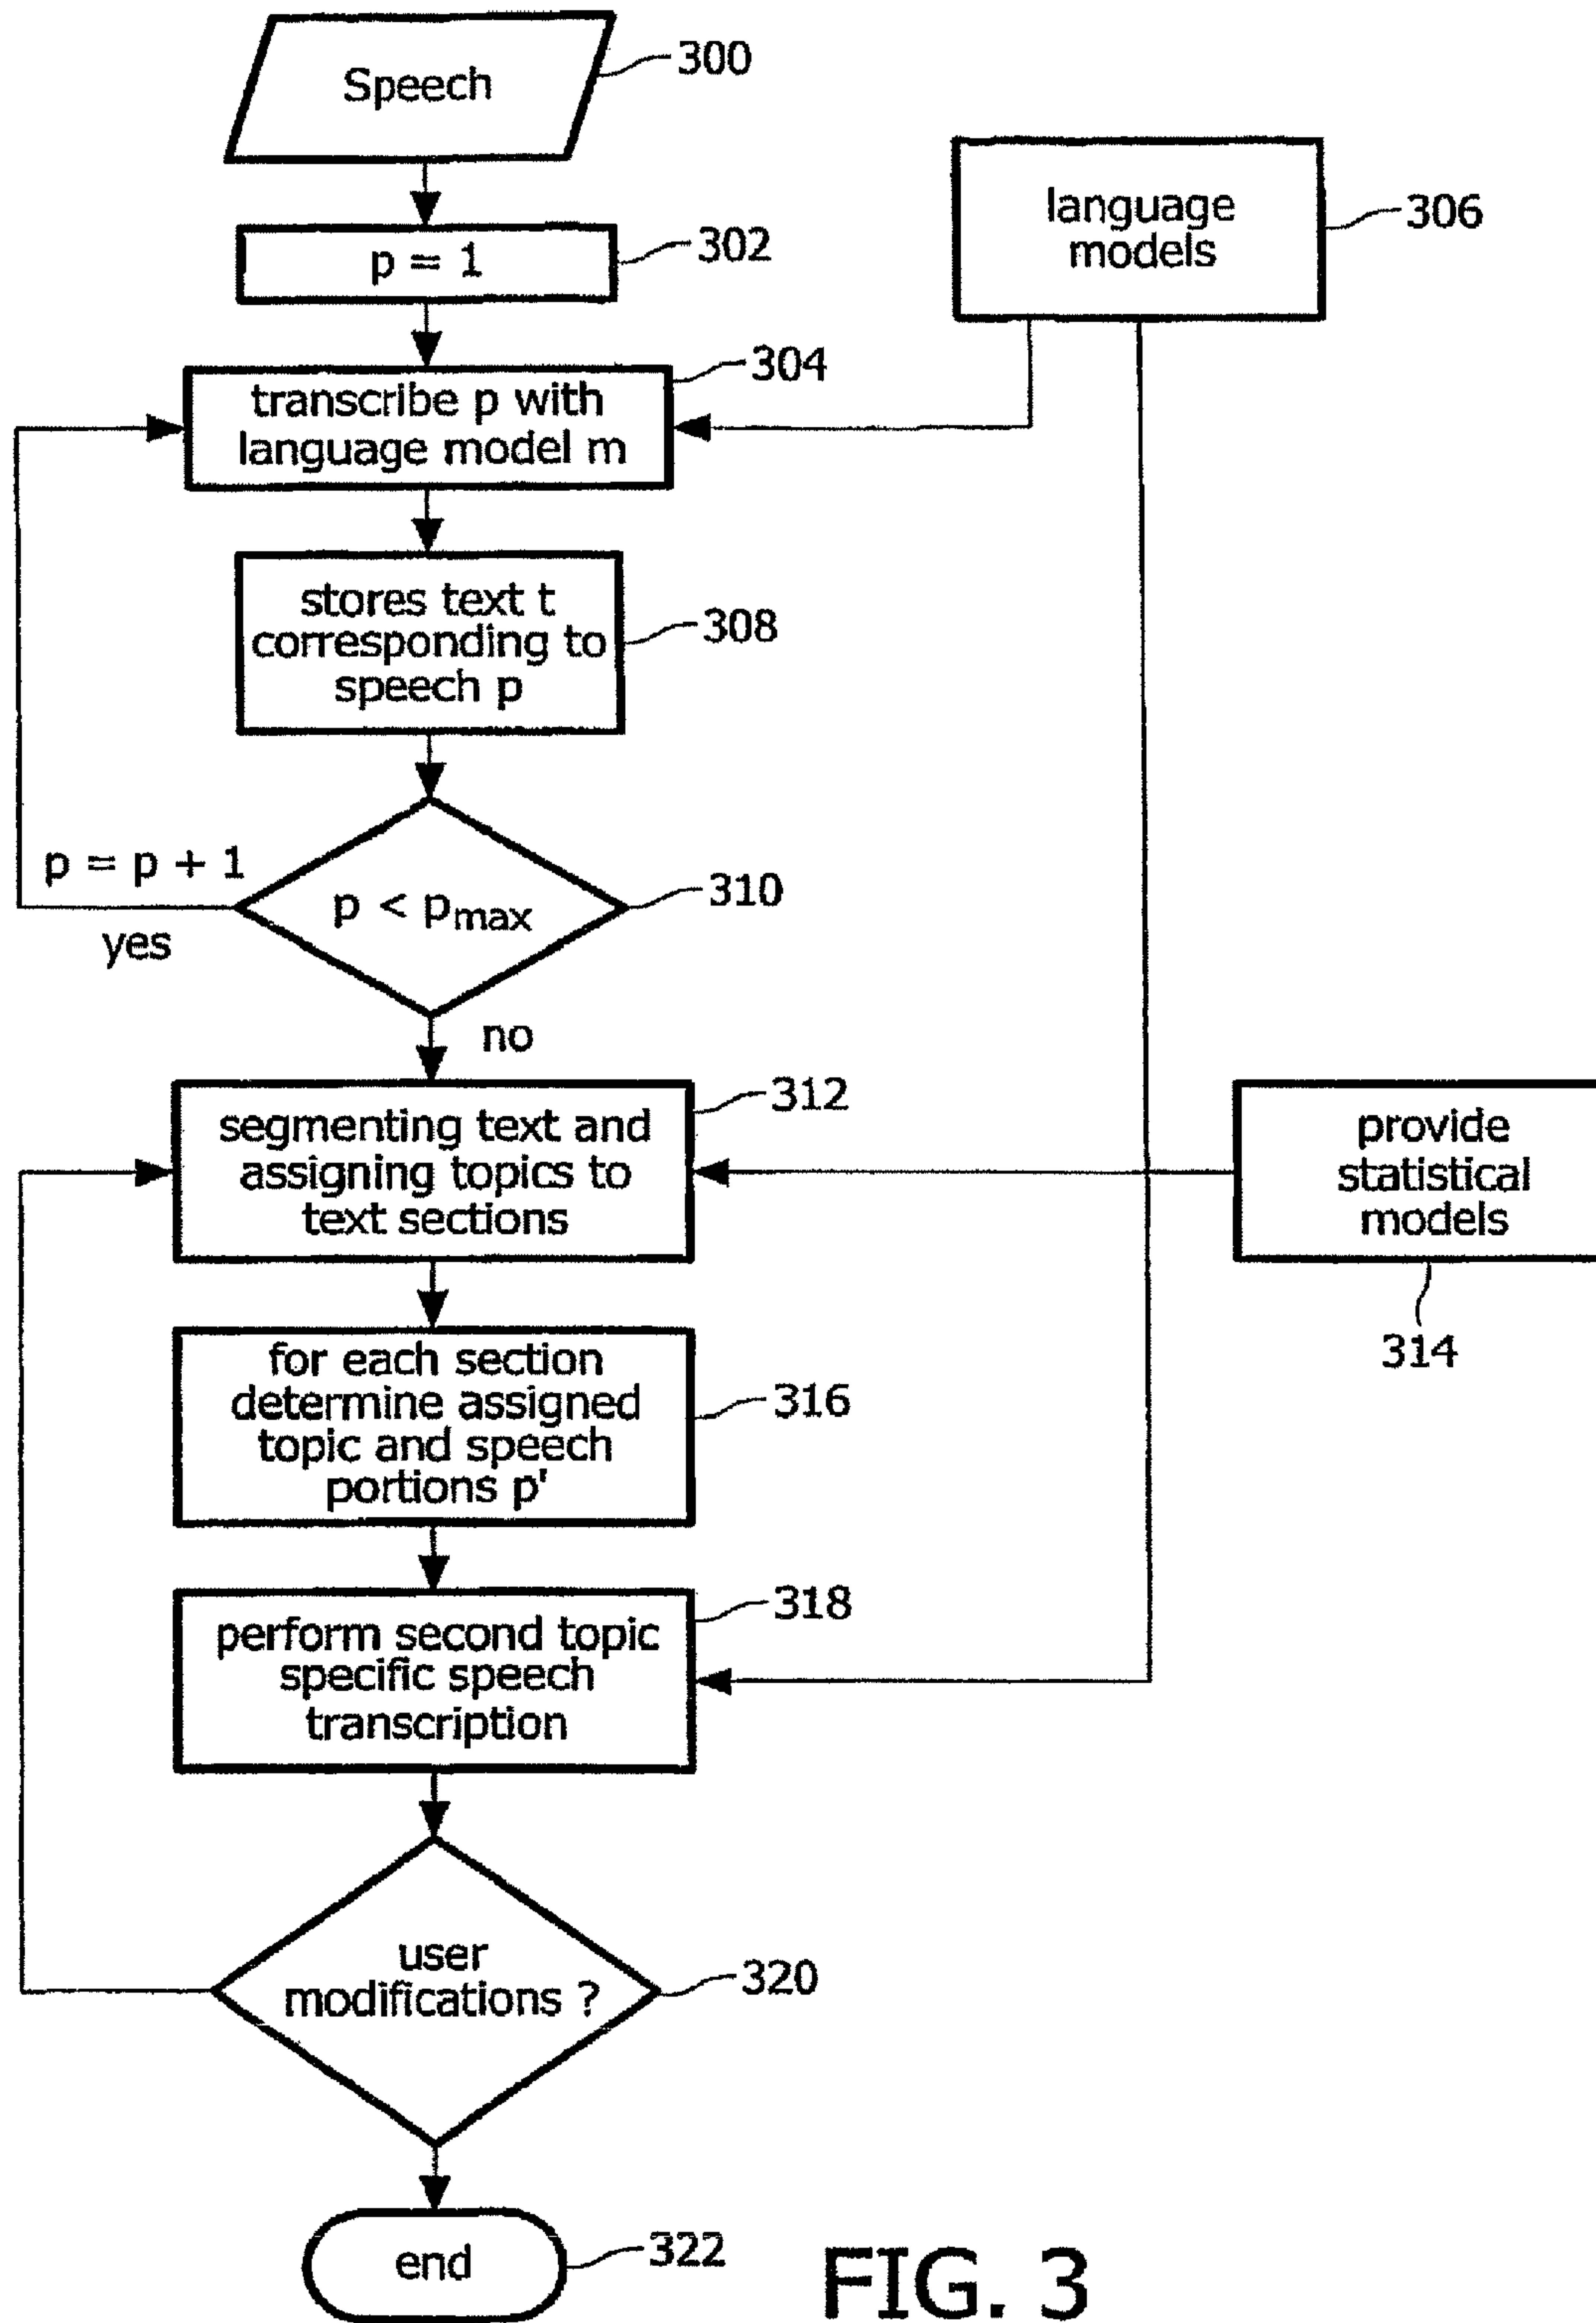 Speech
300
p = 1
302
language
models
306
transcribe p with
language model m
304
stores text t
corresponding to
speech p
308
p = p + 1
yes
p < pmax
310
no
segmenting text and
assigning topics to
text sections
312
provide
statistical
models
314
for each section
determine assigned
topic and speech
portions p'
316
perform second topic
specific speech
transcription
318
user
modifications ?
320
end
322
FIG. 3